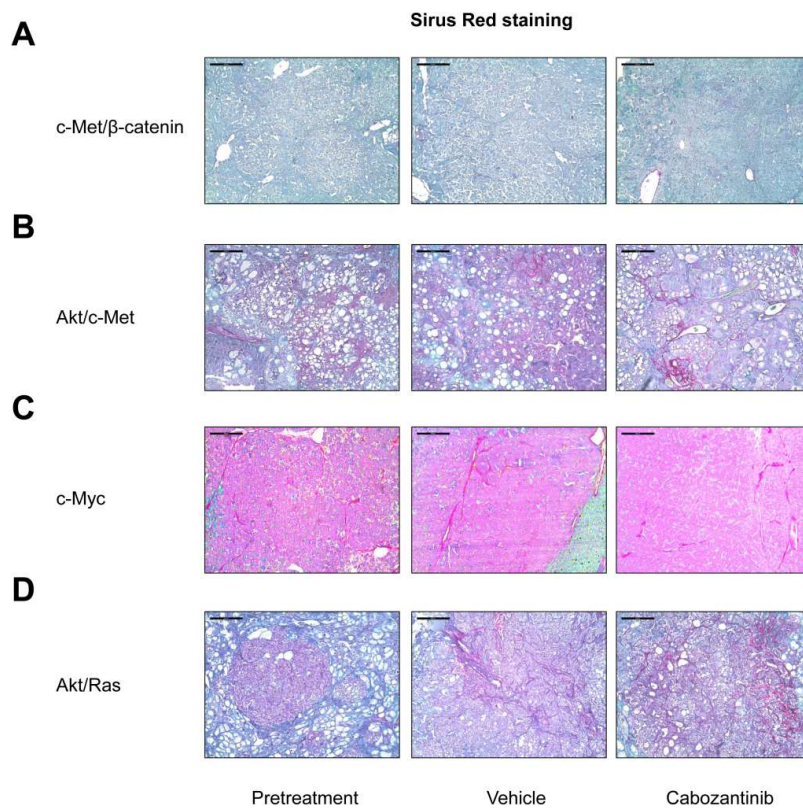 Sirus Red staining
A
c-Met/β-catenin
B
Akt/c-Met
C
c-Myc
D
Akt/Ras
Pretreatment Vehicle Cabozantinib